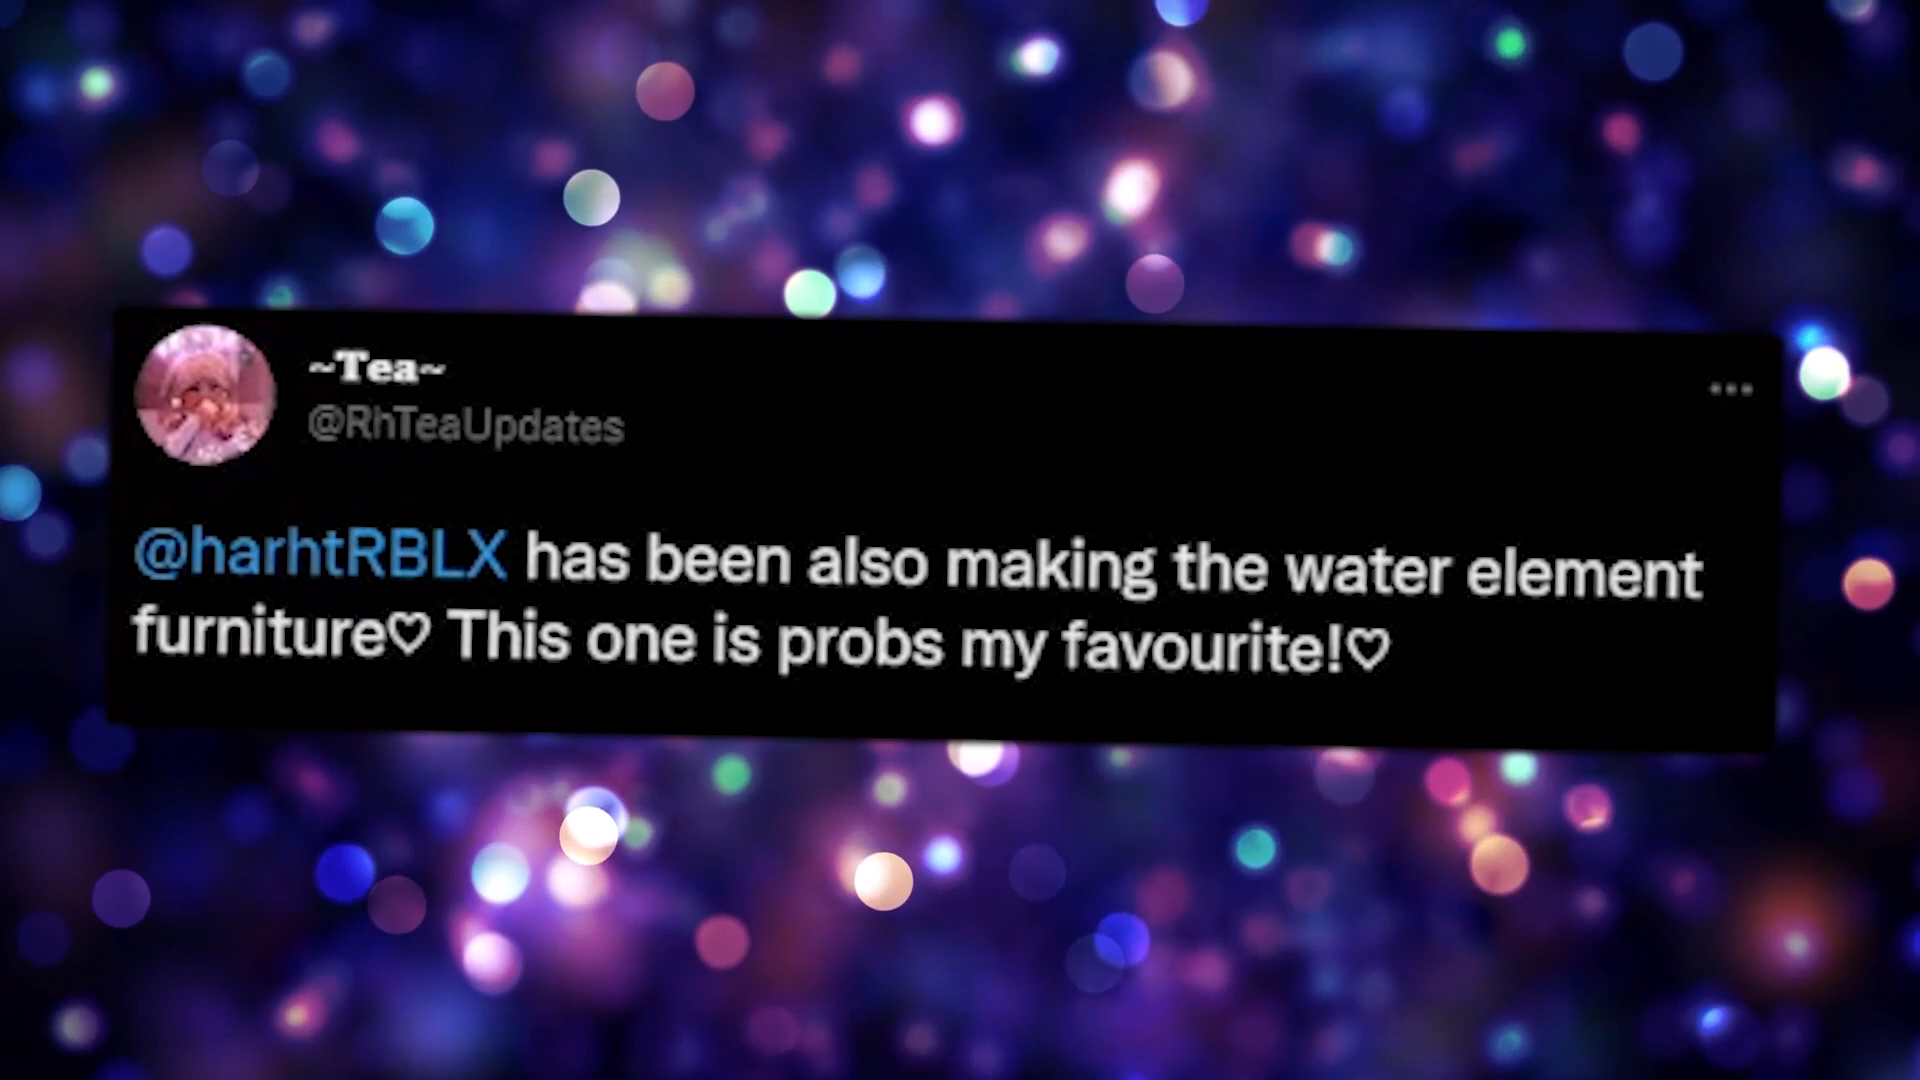 ~Tea~
@RhTeaUpdates
@harhtRBLX has been also making the water element
furniture♡ This one is probs my favourite!♡